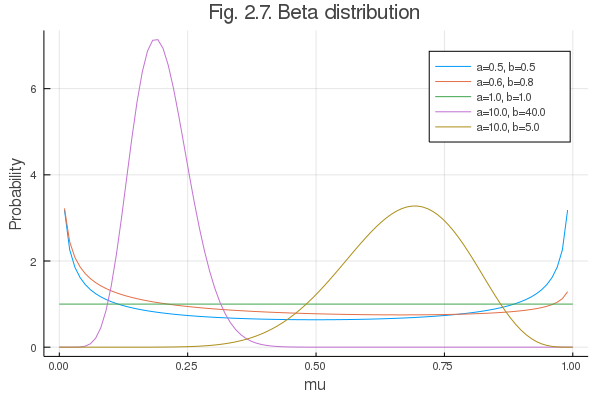 Fig. 2.7. Beta distribution
Probability
6
4
2
0
a=0.5, b=0.5
a=0.6, b=0.8
a=1.0, b=1.0
a=10.0, b=40.0
a=10.0, b=5.0
0.00 0.25 0.50 0.75 1.00
mu